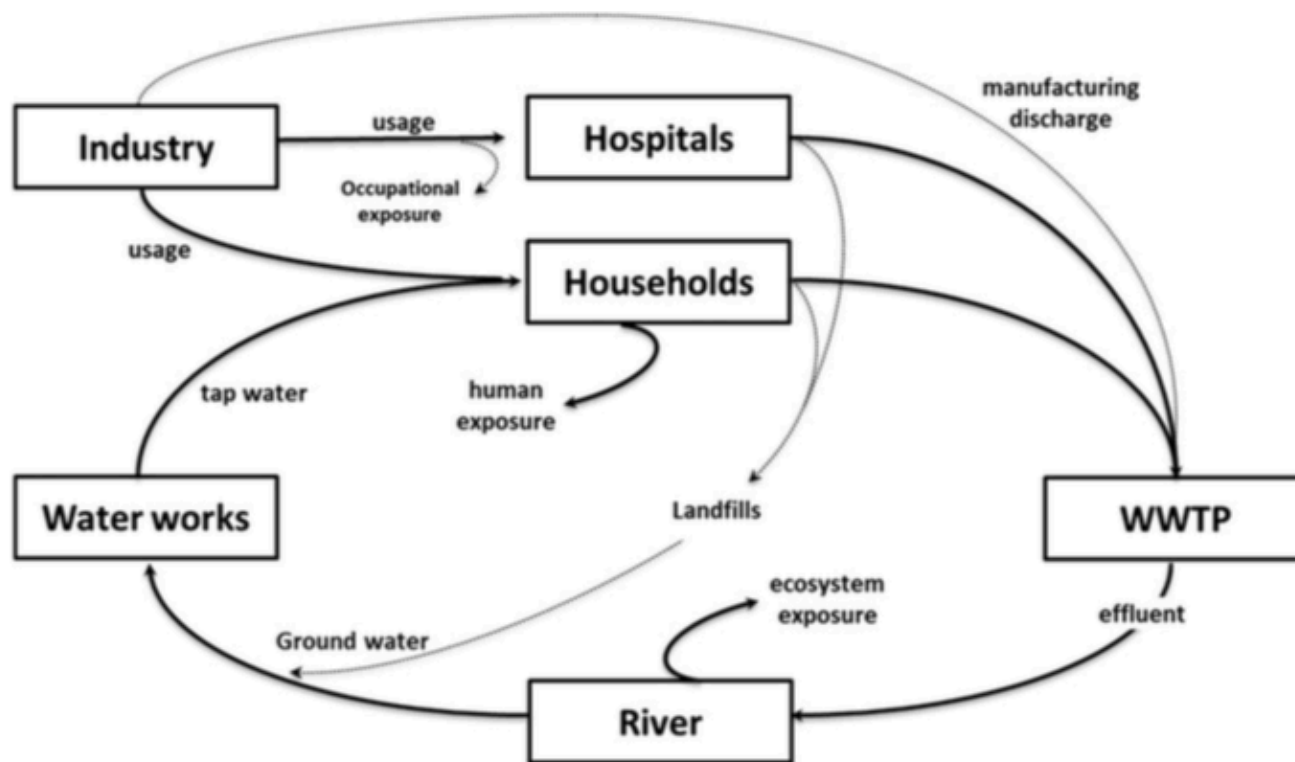 manufacturing
discharge
Industry
usage
Hospitals
Occupational
exposure
usage
Households
tap water
human
exposure
Water works
Landfills
WWTP
ecosystem
exposure
effluent
Ground water
River